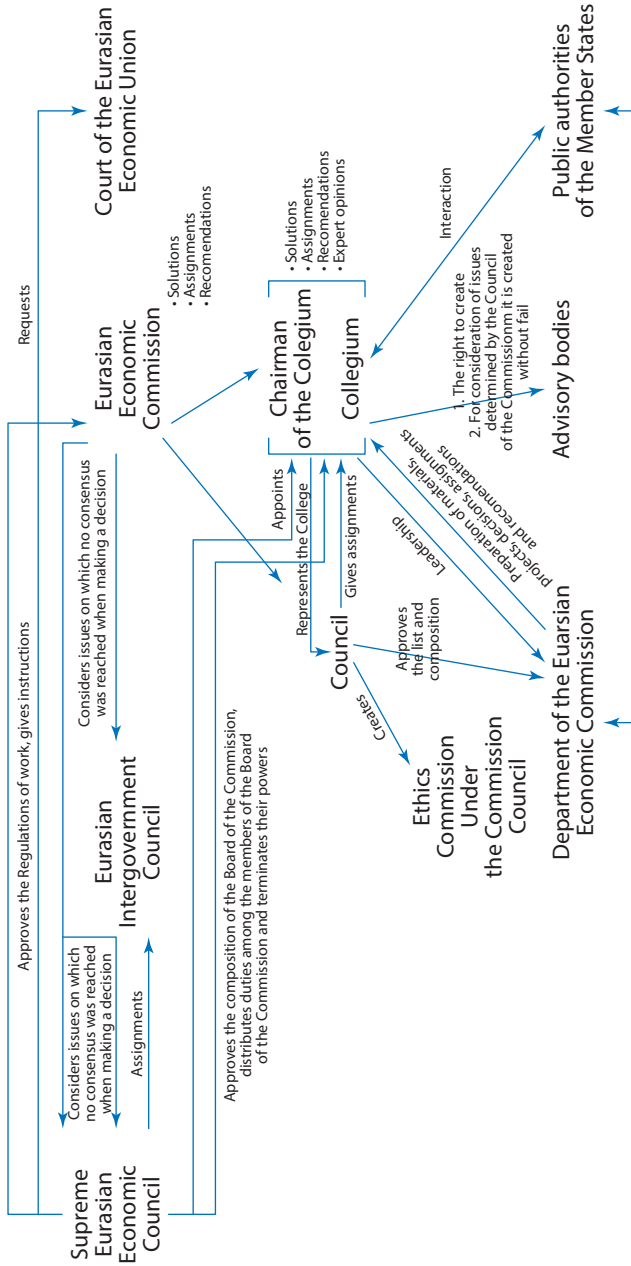 Approves the Regulations of work, gives instructions
Requests
Supreme
Eurasian
Economic
Council
Considers issues on which
no consensus was reached
when making a decision
Assignments
Eurasian
Intergovernment
Council
Considers issues on which no consensus
was reached when making a decision
Eurasian
Economic
Commission
• Solutions
• Assignments
• Recomendations
Court of the Eurasian
Economic Union
Approves the composition of the Board of the Commission,
distributes duties among the members of the Board
of the Commission and terminates their powers
Appoints
Represents the College
Gives assignments
Chairman
of the Colegium
Collegium
• Solutions
• Assignments
• Recomendations
• Expert opinions
Council
Creates
Approves
the list and
composition
Leadership
Preparation of materials,
projects, decisions, assignments
and recomendations
1. The right to create
2. For consideration of issues
determined by the Council
of the Commissionm it is created
without fail
Interaction
Ethics
Commission
Under
the Commission
Council
Department of the Euarsian
Economic Commission
Advisory bodies
Public authorities
of the Member States